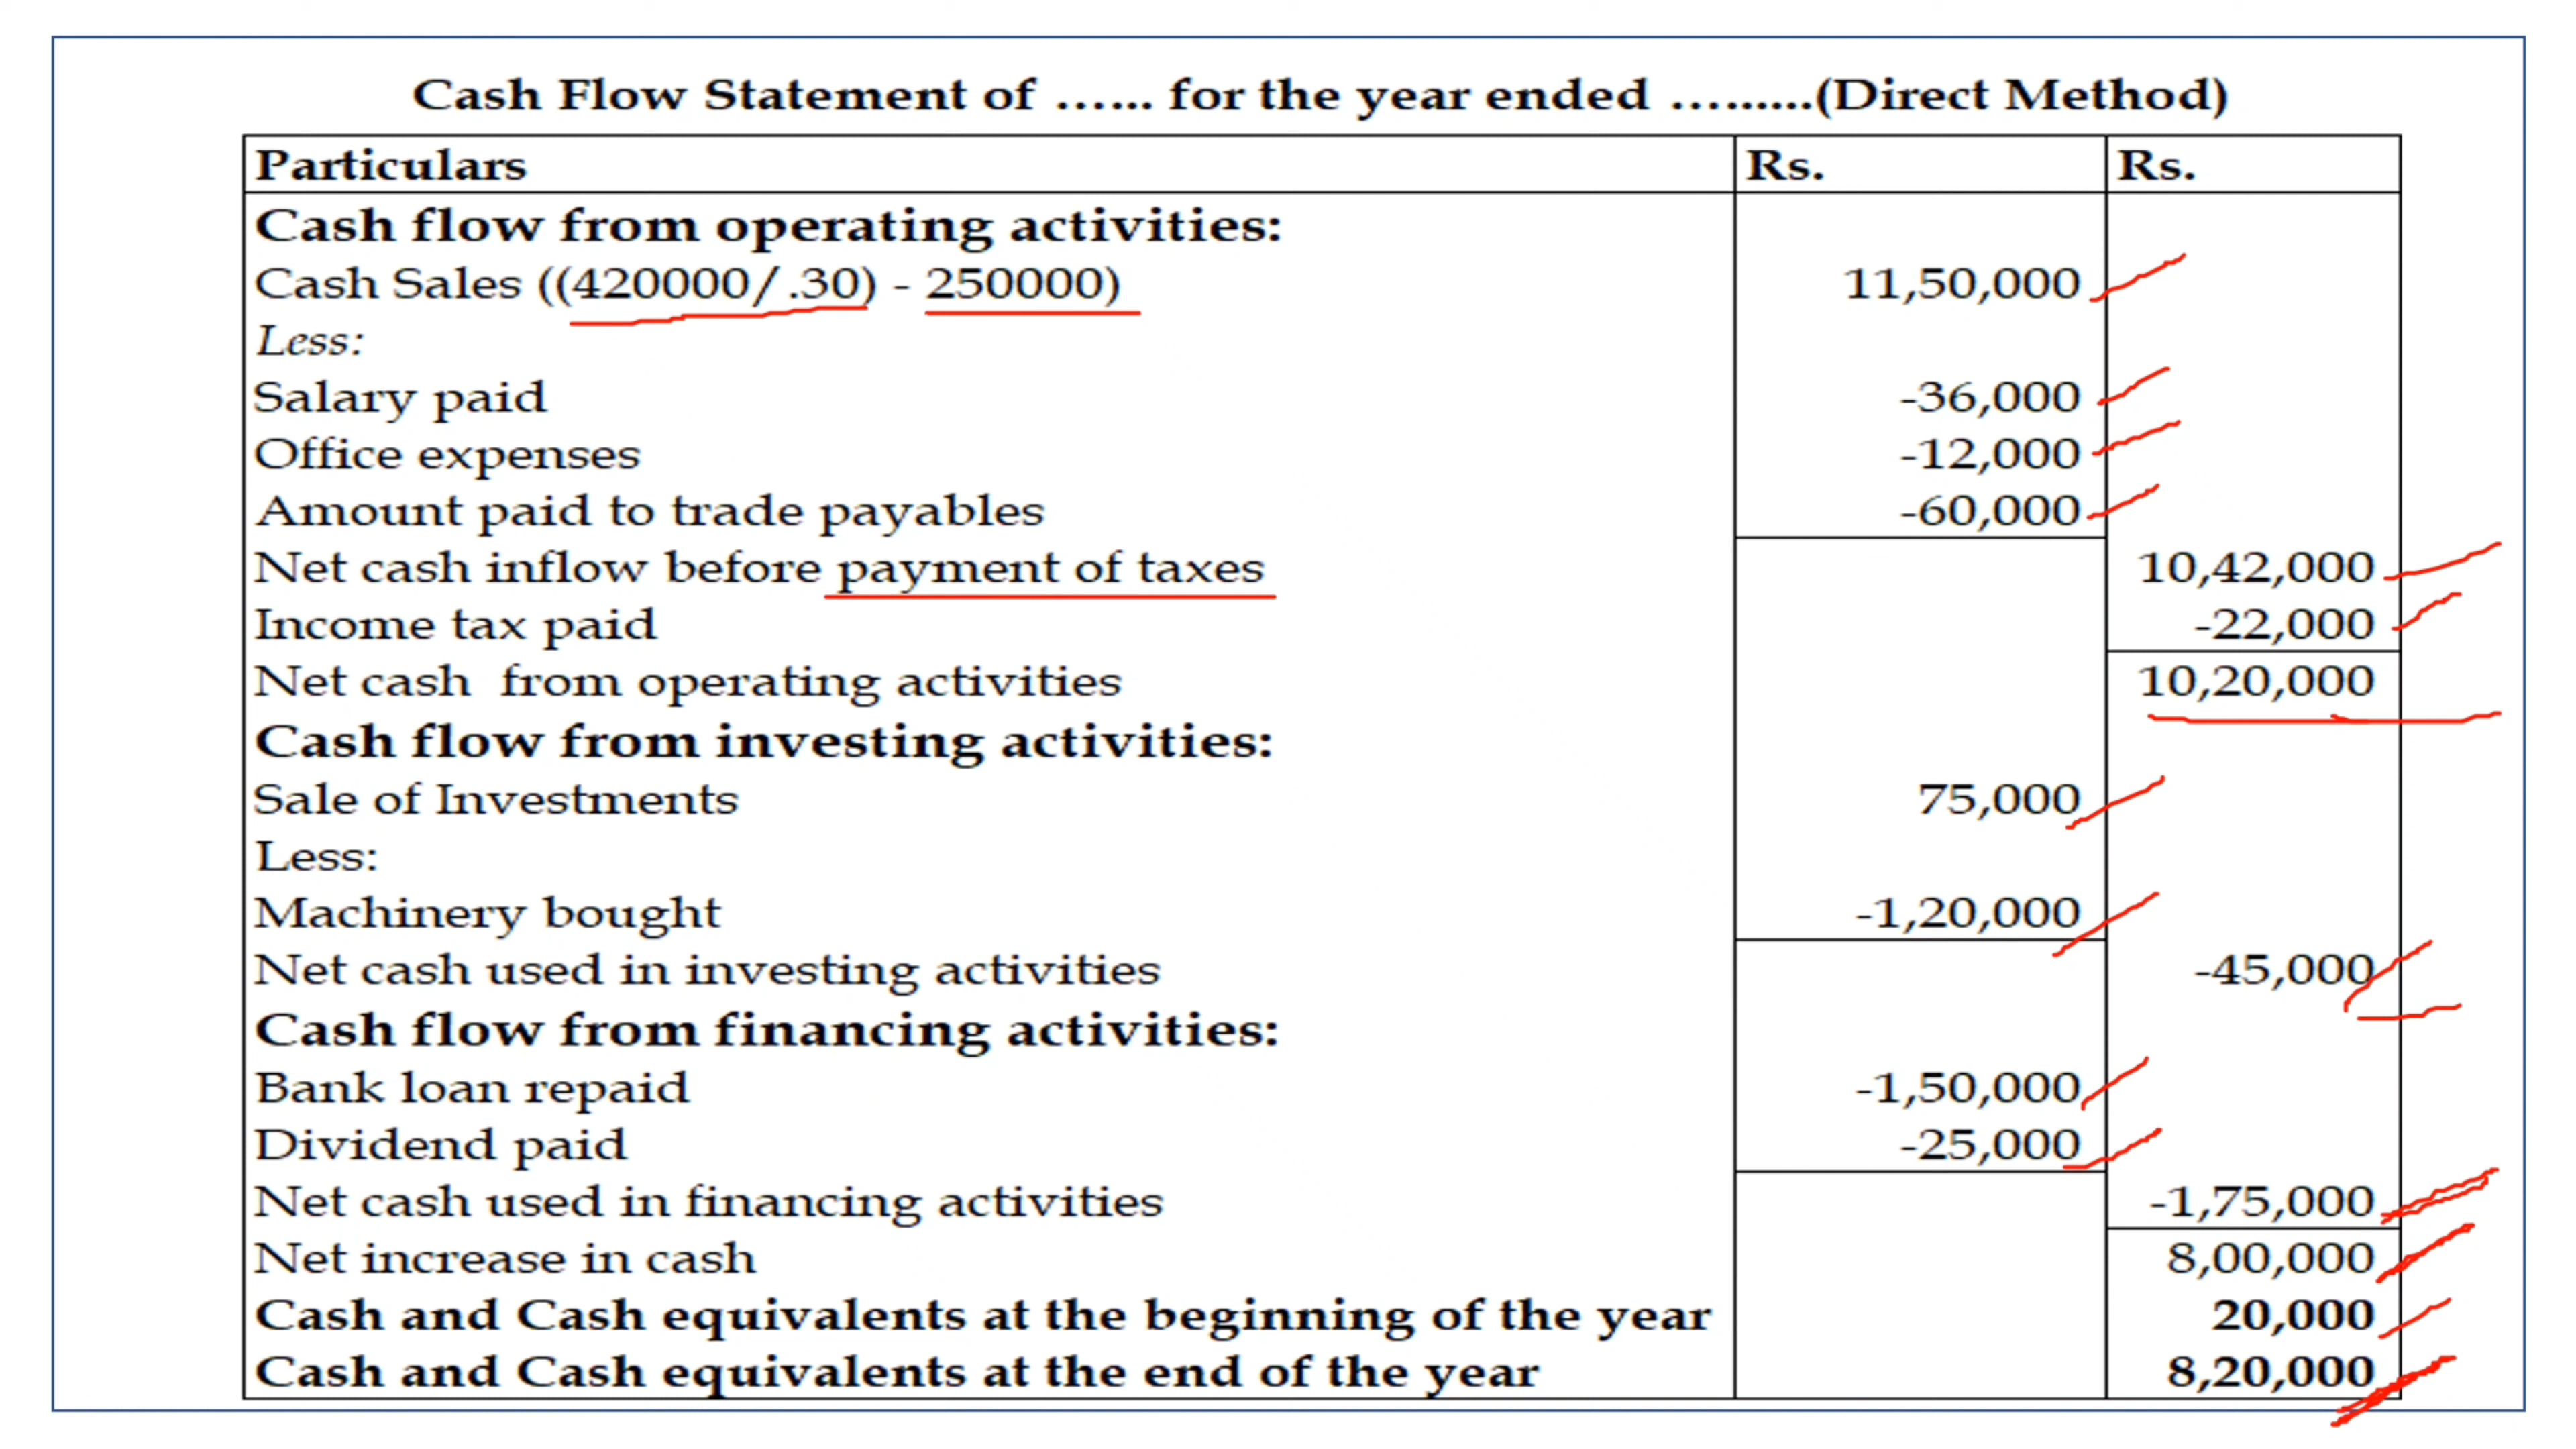 Cash Flow Statement of ...... for the year ended .........(Direct Method)
Particulars Rs. Rs.
Cash flow from operating activities:
Cash Sales ((420000/ .30) - 250000) 11,50,000
Less:
Salary paid -36,000
Office expenses -12,000
Amount paid to trade payables -60,000
Net cash inflow before payment of taxes 10,42,000
Income tax paid -22,000
Net cash from operating activities 10,20,000
Cash flow from investing activities:
Sale of Investments 75,000
Less:
Machinery bought -1,20,000
Net cash used in investing activities -45,000
Cash flow from financing activities:
Bank loan repaid -1,50,000
Dividend paid -25,000
Net cash used in financing activities -1,75,000
Net increase in cash 8,00,000
Cash and Cash equivalents at the beginning of the year 20,000
Cash and Cash equivalents at the end of the year 8,20,000